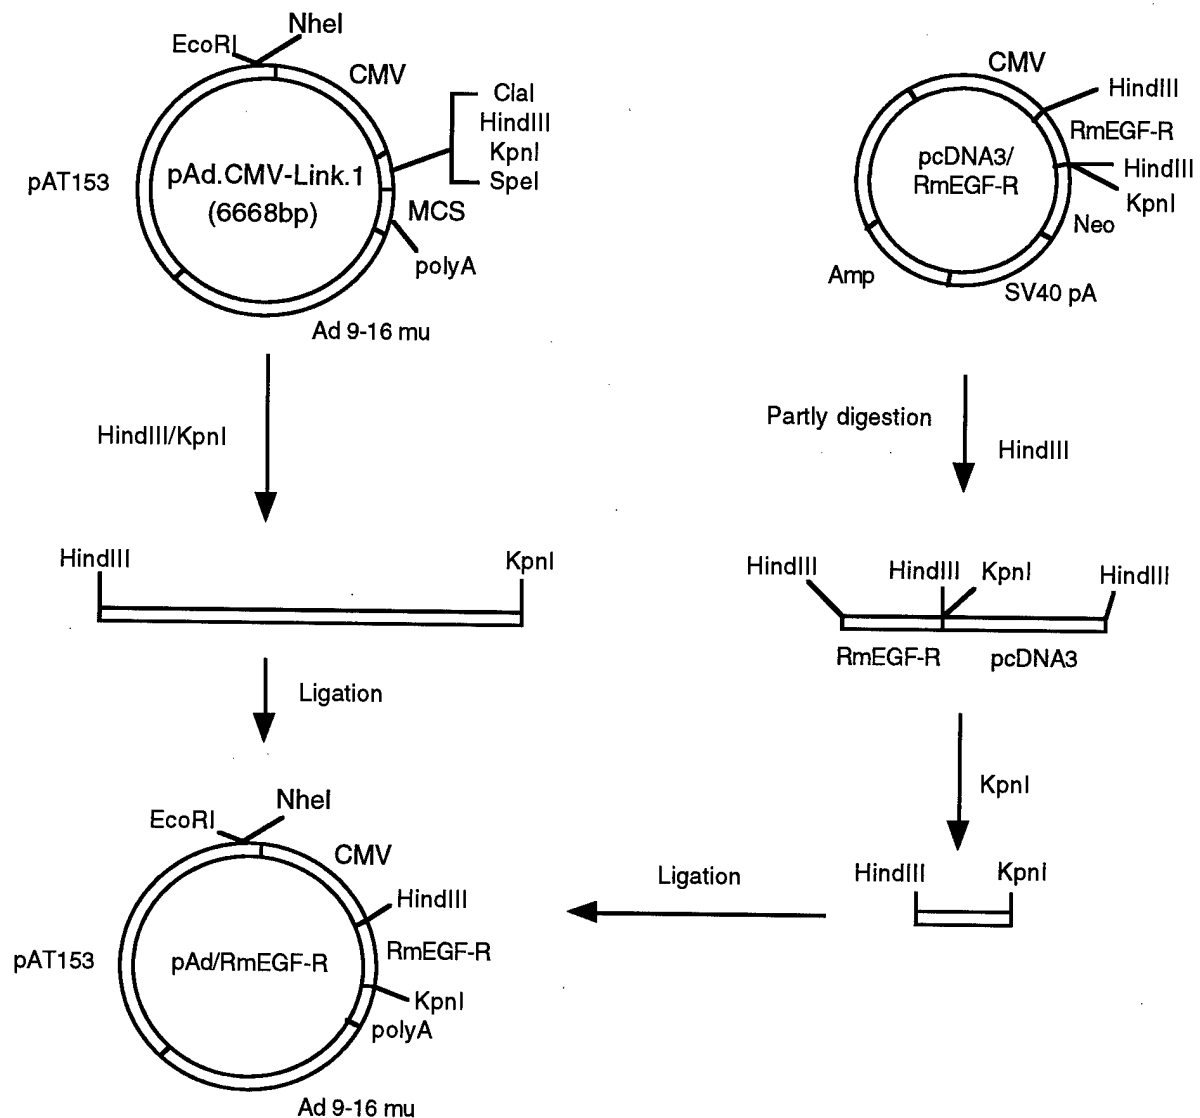 NheI
EcoRI
CMV
ClaI
HindIII
KpnI
SpeI
pAT153
pAd.CMV-Link.1
(6668bp)
MCS
polyA
Ad 9-16 mu
CMV
HindIII
RmEGF-R
pcDNA3/
RmEGF-R
HindIII
KpnI
Neo
Amp
SV40 pA
HindIII/KpnI
Partly digestion
HindIII
HindIII
KpnI
HindIII
HindIII
KpnI
HindIII
RmEGF-R
pcDNA3
Ligation
KpnI
NheI
EcoRI
CMV
HindIII
pAT153
pAd/RmEGF-R
RmEGF-R
KpnI
polyA
Ad 9-16 mu
Ligation
HindIII
KpnI